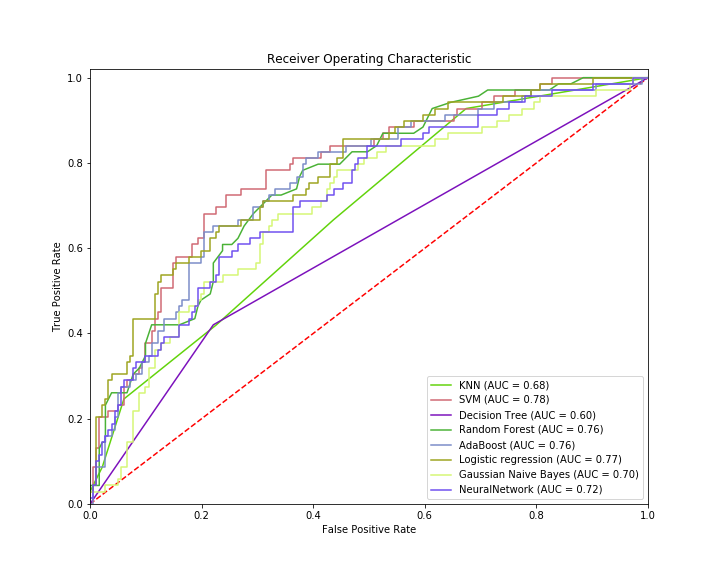 Receiver Operating Characteristic
True Positive Rate
1.0
0.8
0.6
0.4
0.2
0.0
KNN (AUC = 0.68)
SVM (AUC = 0.78)
Decision Tree (AUC = 0.60)
Random Forest (AUC = 0.76)
AdaBoost (AUC = 0.76)
Logistic regression (AUC = 0.77)
Gaussian Naive Bayes (AUC = 0.70)
NeuralNetwork (AUC = 0.72)
0.0 0.2 0.4 0.6 0.8 1.0
False Positive Rate